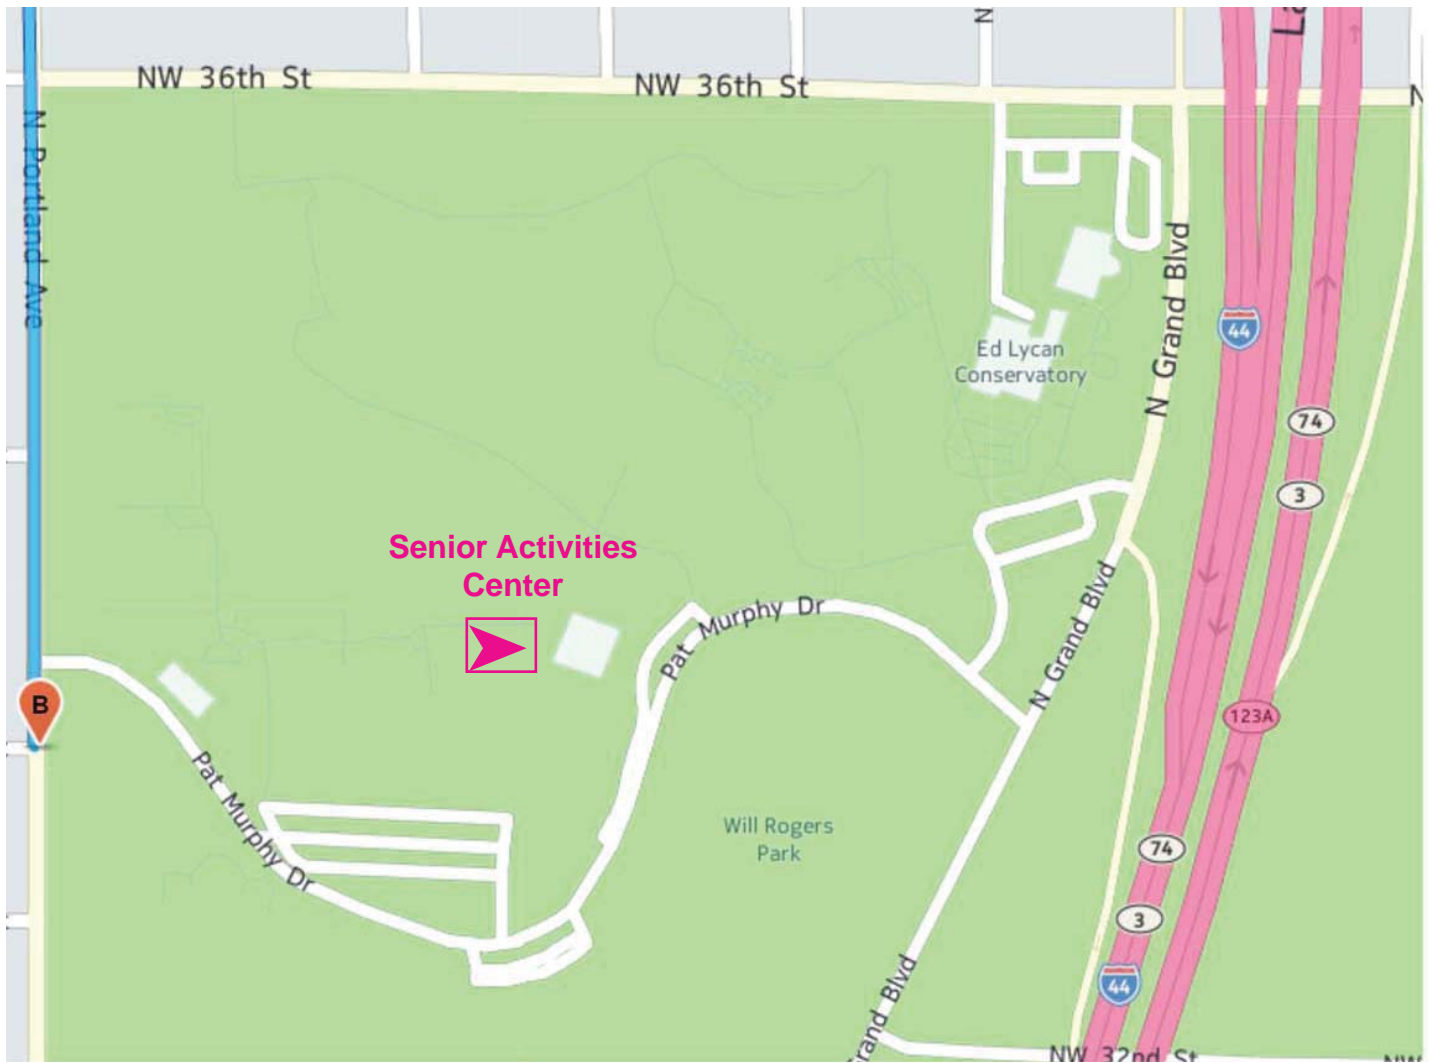 N
La
NW 36th St
NW 36th St
N
N Portland Ave
N Grand Blvd
44
Ed Lycan
Conservatory
74
3
Senior Activities
Center
Pat Murphy Dr
N Grand Blvd
B
123A
Pat Murphy Dr
Will Rogers
Park
74
3
44
Grand Blvd
NW 32nd St
NW